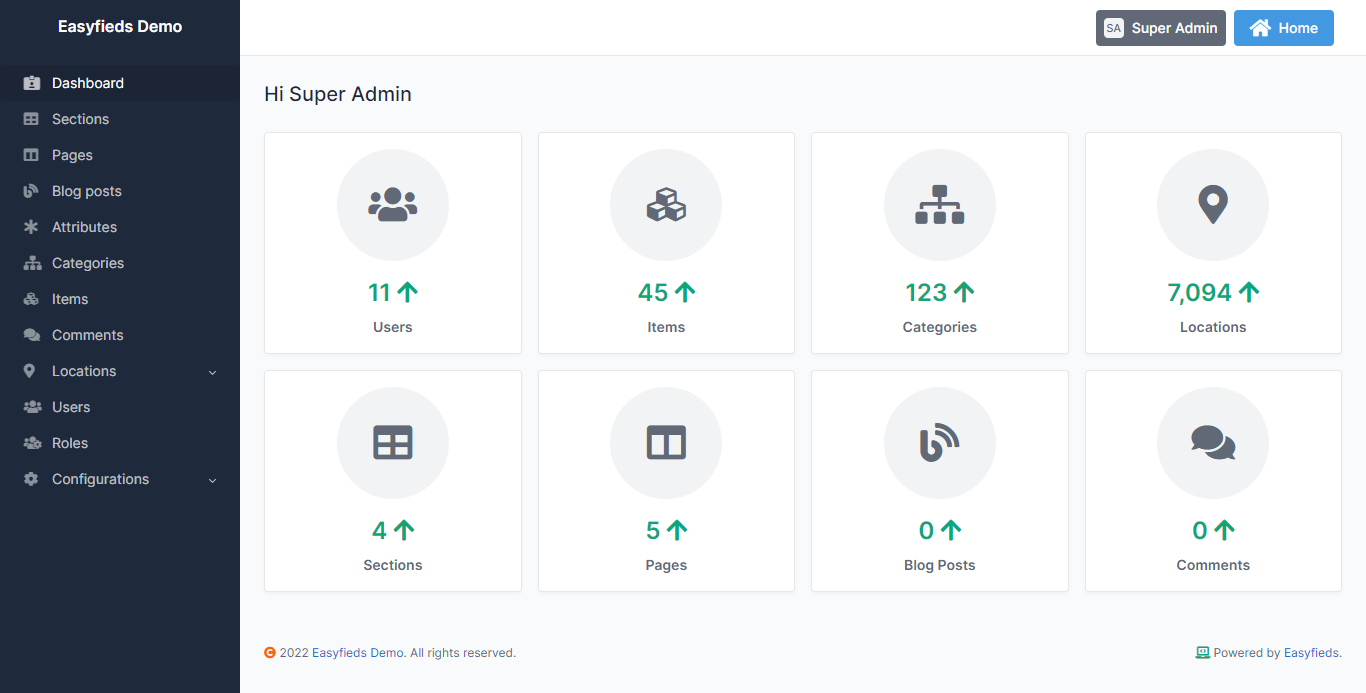 Easyfieds Demo
SA Super Admin
Home
Dashboard
Sections
Pages
Blog posts
Attributes
Categories
Items
Comments
Locations
Users
Roles
Configurations
Hi Super Admin
11
Users
45
Items
123
Categories
7,094
Locations
4
Sections
5
Pages
0
Blog Posts
0
Comments
2022 Easyfieds Demo. All rights reserved.
Powered by Easyfieds.